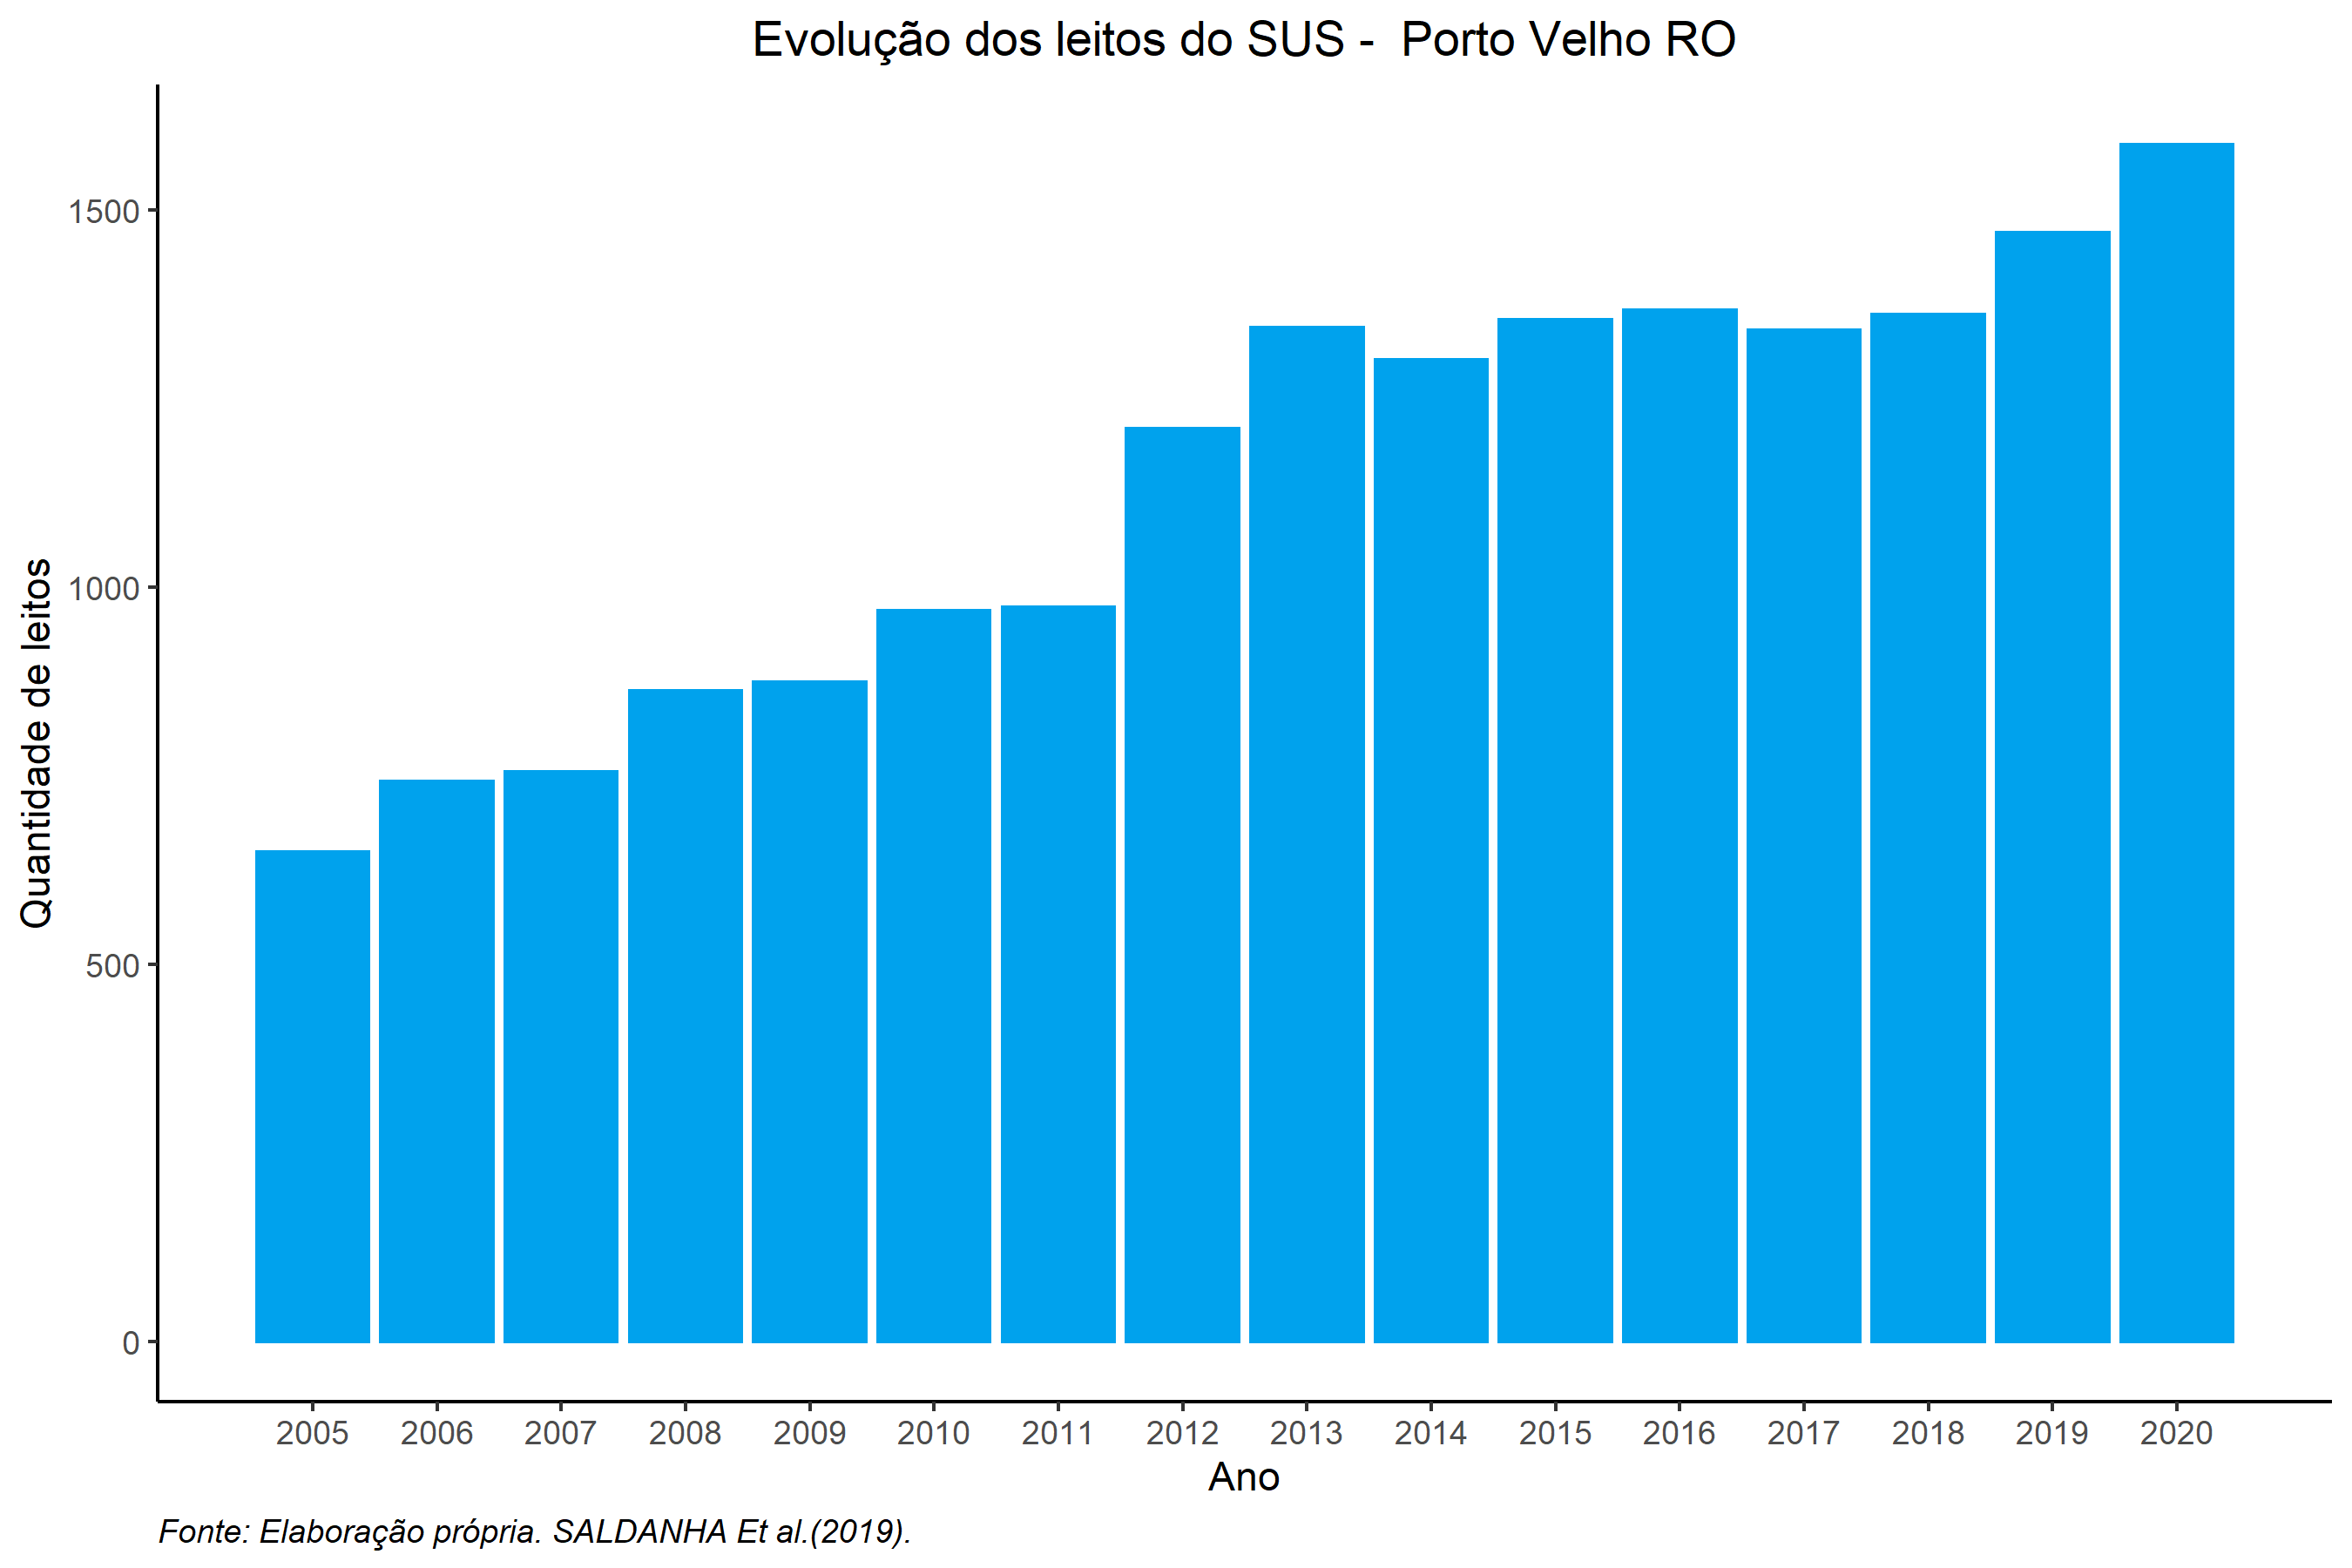 Evolução dos leitos do SUS -  Porto Velho RO
Quantidade de leitos
1500
1000
500
0
2005 2006 2007 2008 2009 2010 2011 2012 2013 2014 2015 2016 2017 2018 2019 2020
Ano
Fonte: Elaboração própria. SALDANHA Et al.(2019).